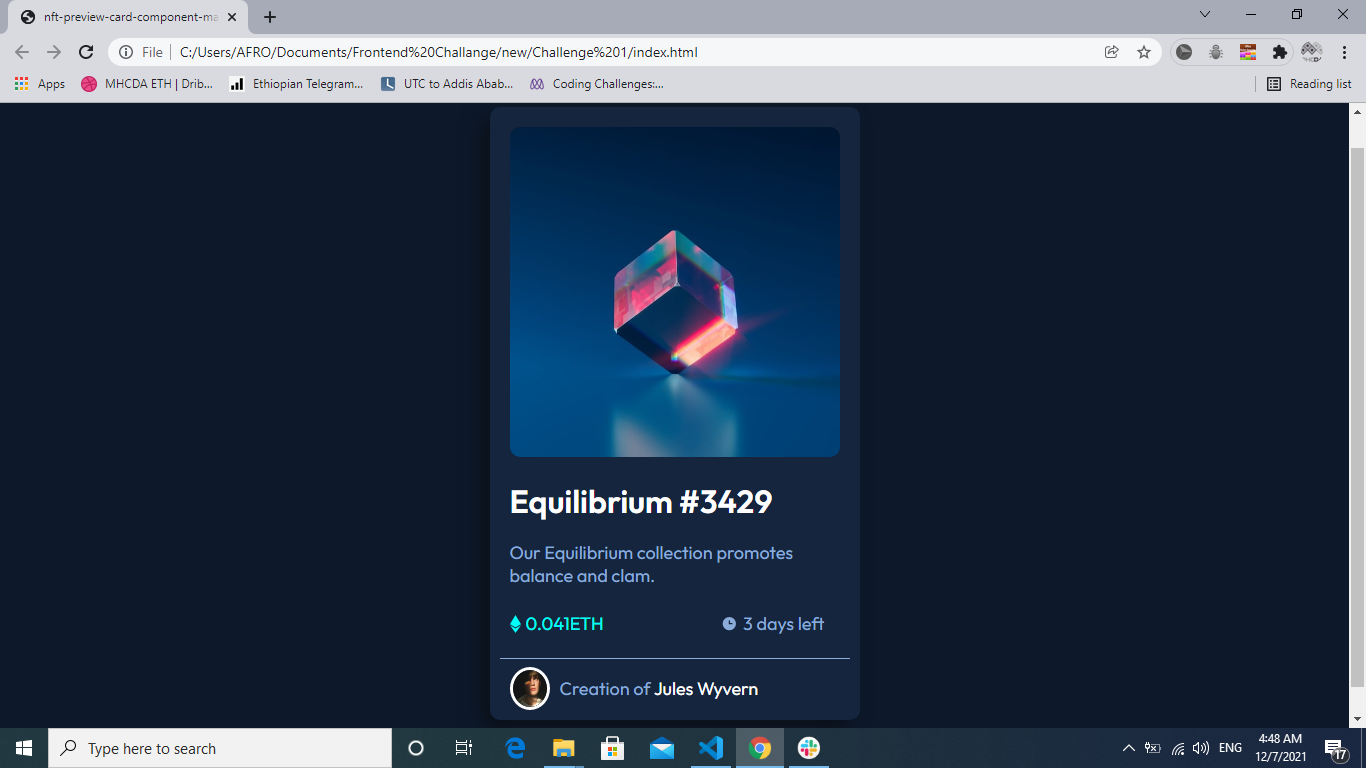 nft-preview-card-component-ma
File
C:/Users/AFRO/Documents/Frontend%20Challange/new/Challenge%201/index.html
Apps
MHCDA ETH | Drib...
Ethiopian Telegram...
UTC to Addis Abab...
Coding Challenges:...
Reading list
Equilibrium #3429
Our Equilibrium collection promotes
balance and clam.
0.041ETH
3 days left
Creation of Jules Wyvern
Type here to search
ENG
4:48 AM
12/7/2021
17